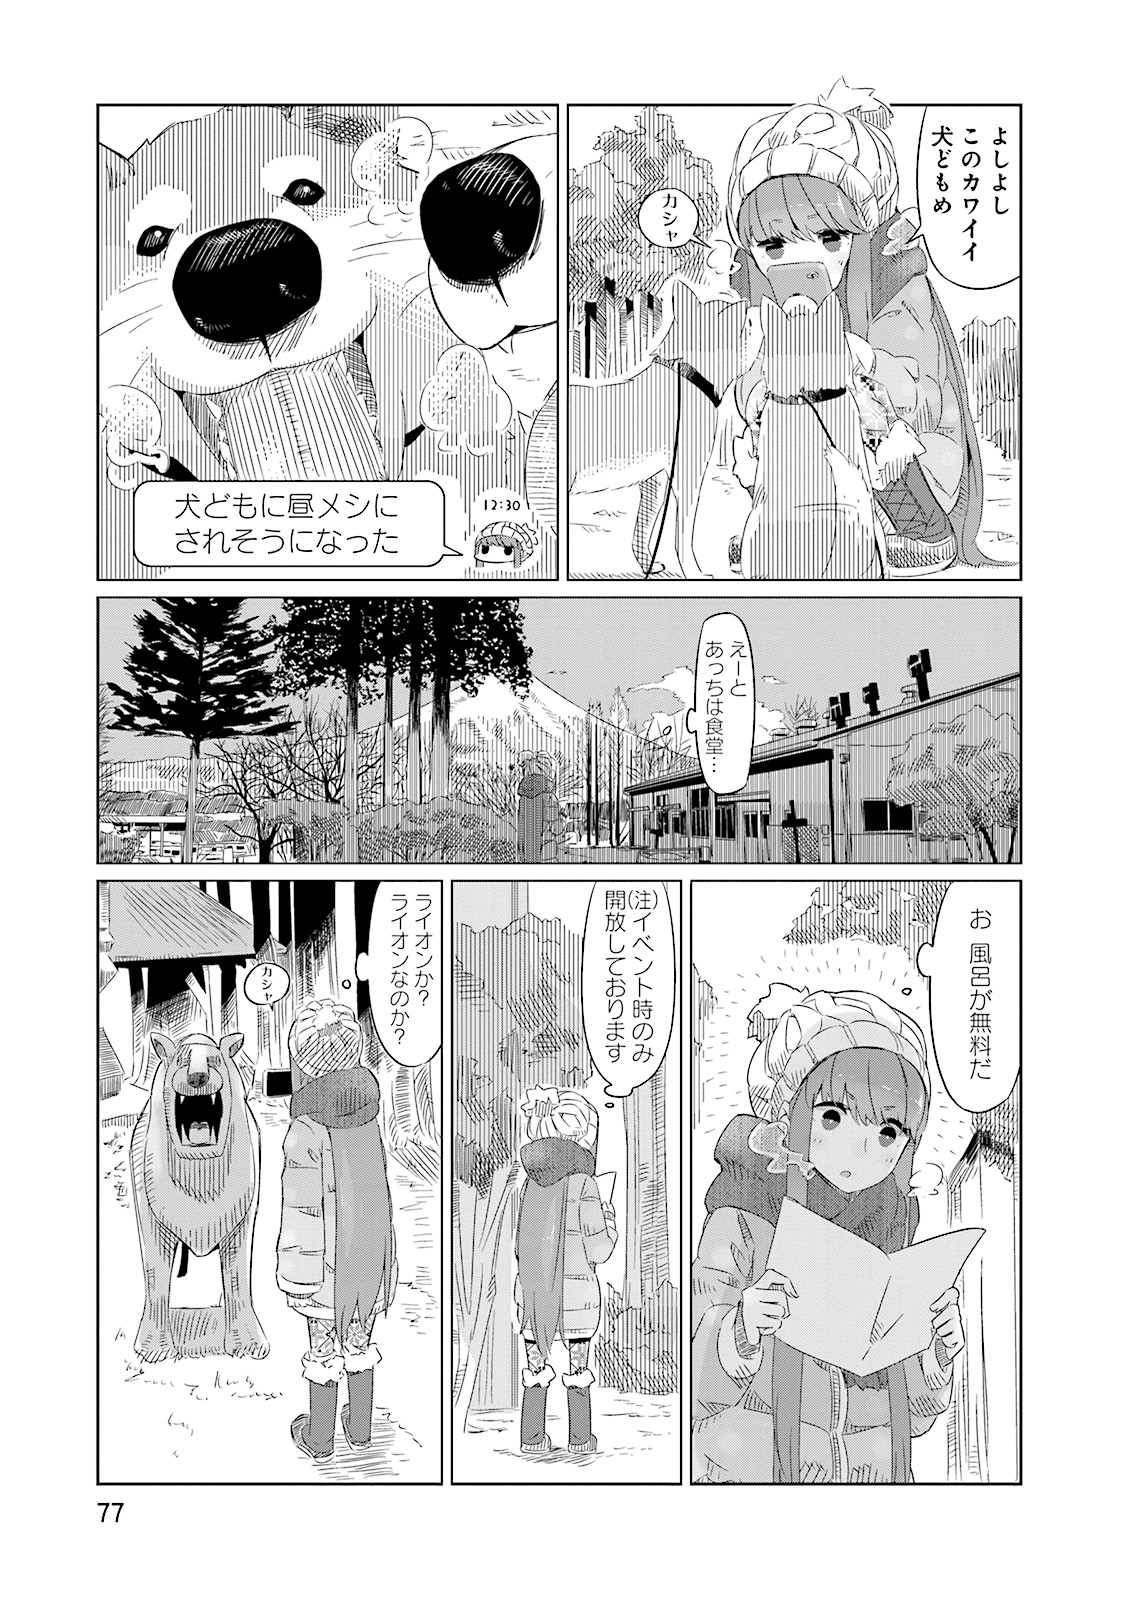 よしよし
このカワイイ
犬どもめ
カシャ
犬どもに昼メシに
されそうになった
12:30
えーと
あっちは食堂…
お 風呂が無料だ
(注)イベント時のみ
開放しております
ライオンか?
ライオンなのか?
カシャ
77